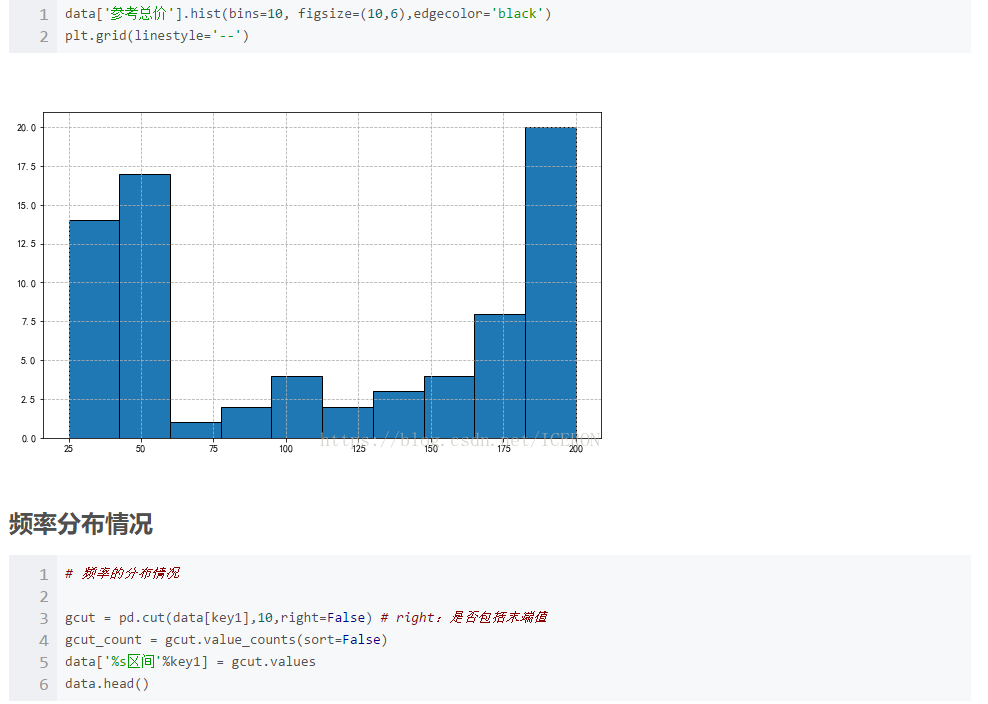 1 data['参考总价'].hist(bins=10, figsize=(10,6),edgecolor='black')
2 plt.grid(linestyle='--')
20.0
17.5
15.0
12.5
10.0
7.5
5.0
2.5
0.0
25 50 75 100 125 150 175 200
频率分布情况
1 # 频率的分布情况
2
3 gcut = pd.cut(data[key1],10,right=False) # right：是否包括末端值
4 gcut_count = gcut.value_counts(sort=False)
5 data['%s区间'%key1] = gcut.values
6 data.head()